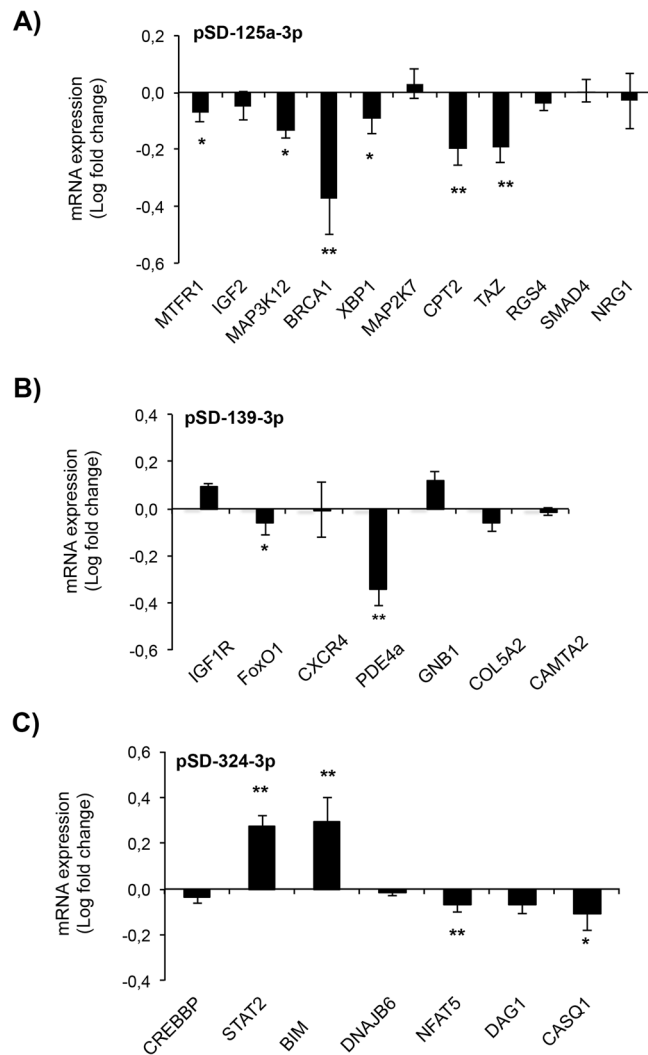 A)
pSD-125a-3p
mRNA expression
(Log fold change)
0,2
0,0
-0,2
-0,4
-0,6
*
*
**
*
**
**
MTFR1
IGF2
MAP3K12
BRCA1
XBP1
MAP2K7
CPT2
TAZ
RGS4
SMAD4
NRG1
B)
pSD-139-3p
mRNA expression
(Log fold change)
0,4
0,2
0,0
-0,2
-0,4
-0,6
*
**
IGF1R
FoxO1
CXCR4
PDE4a
GNB1
COL5A2
CAMTA2
C)
pSD-324-3p
mRNA expression
(Log fold change)
0,6
0,4
0,2
0,0
-0,2
-0,4
**
**
**
*
CREBBP
STAT2
BIM
DNAJB6
NFAT5
DAG1
CASQ1